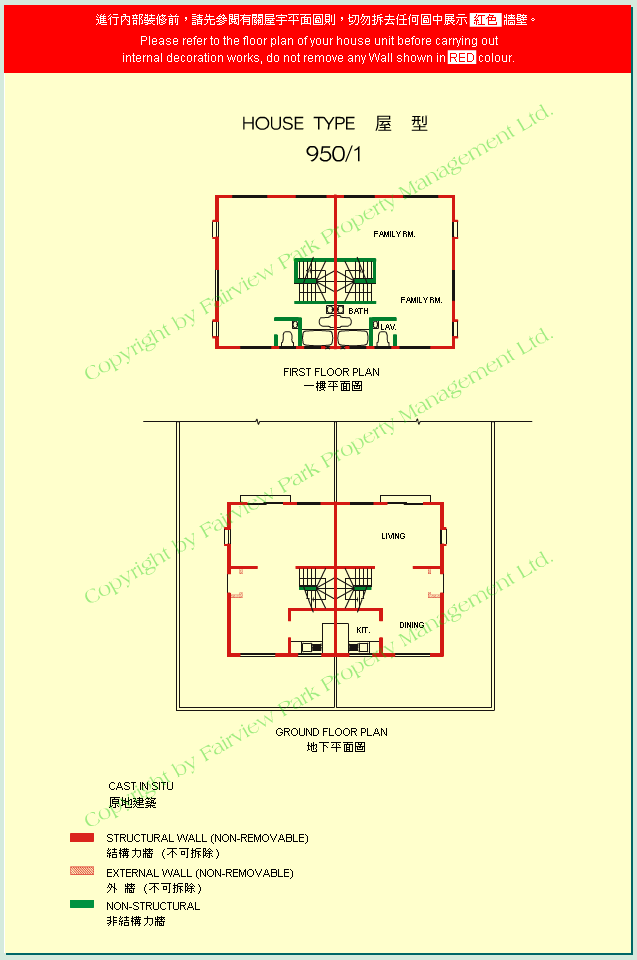 進行內部裝修前，請先參閱有關屋宇平面圖則，切勿拆去任何圖中展示 紅色 牆壁。
Please refer to the floor plan of your house unit before carrying out
internal decoration works, do not remove any Wall shown in RED colour.
HOUSE TYPE 屋 型
950/1
FAMILY RM.
FAMILY RM.
BATH
LAV.
FIRST FLOOR PLAN
一樓平面圖
Copyright by Fairview Park Property Management Ltd.
LIVING
DINING
KIT.
Copyright by Fairview Park Property Management Ltd.
GROUND FLOOR PLAN
地下平面圖
Copyright by Fairview Park Property Management Ltd.
CAST IN SITU
原地建築
STRUCTURAL WALL (NON-REMOVABLE)
結構力牆 (不可拆除)
EXTERNAL WALL (NON-REMOVABLE)
外 牆 (不可拆除)
NON-STRUCTURAL
非結構力牆